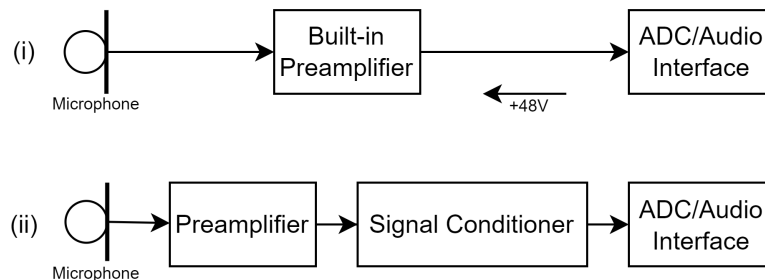 (i)
Microphone
Built-in
Preamplifier
+48V
ADC/Audio
Interface
(ii)
Microphone
Preamplifier
Signal Conditioner
ADC/Audio
Interface